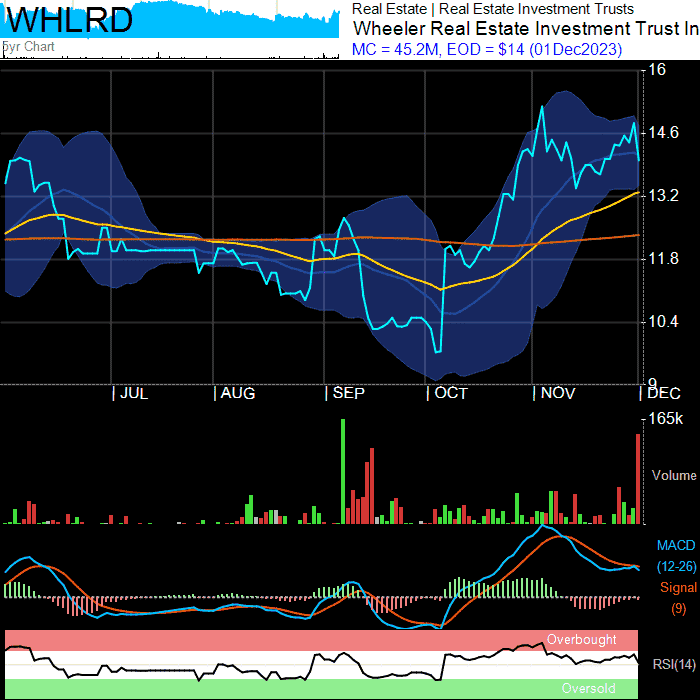 WHLRD
5yr Chart
Real Estate | Real Estate Investment Trusts
Wheeler Real Estate Investment Trust In
MC = 45.2M, EOD = $14 (01Dec2023)
16
14.6
13.2
11.8
10.4
9
| JUL
| AUG
| SEP
| OCT
| NOV
| DEC
165k
Volume
MACD
(12-26)
Signal
(9)
Overbought
RSI(14)
Oversold